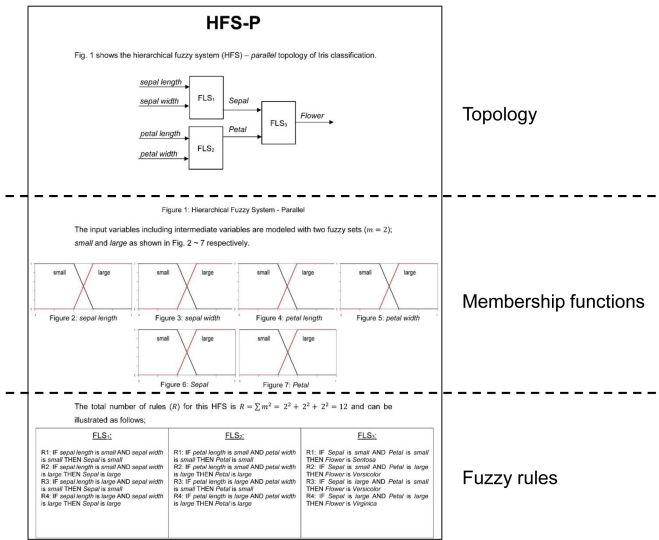 HFS-P
Fig. 1 shows the hierarchical fuzzy system (HFS) – parallel topology of Iris classification.
sepal length
sepal width
FLS₁
Sepal
petal length
petal width
FLS₂
Petal
FLS₃
Flower
Topology
Figure 1: Hierarchical Fuzzy System - Parallel
The input variables including intermediate variables are modeled with two fuzzy sets (m = 2);
small and large as shown in Fig. 2 ~ 7 respectively.
small large
small large
small large
small large
Figure 2: sepal length
Figure 3: sepal width
Figure 4: petal length
Figure 5: petal width
Membership functions
small large
small large
Figure 6: Sepal
Figure 7: Petal
The total number of rules (R) for this HFS is R = ∑m² = 2² + 2² + 2² = 12 and can be
illustrated as follows;
FLS₁:
R1: IF sepal length is small AND sepal width
is small THEN Sepal is small
R2: IF sepal length is small AND sepal width
is large THEN Sepal is large
R3: IF sepal length is large AND sepal width
is small THEN Sepal is small
R4: IF sepal length is large AND sepal width
is large THEN Sepal is large
FLS₂:
R1: IF petal length is small AND petal width
is small THEN Petal is small
R2: IF petal length is small AND petal width
is large THEN Petal is large
R3: IF petal length is large AND petal width
is small THEN Petal is small
R4: IF petal length is large AND petal width
is large THEN Petal is large
FLS₃:
R1: IF Sepal is small AND Petal is small
THEN Flower is Sentosa
R2: IF Sepal is small AND Petal is large
THEN Flower is Versicolor
R3: IF Sepal is large AND Petal is small
THEN Flower is Versicolor
R4: IF Sepal is large AND Petal is large
THEN Flower is Virginica
Fuzzy rules